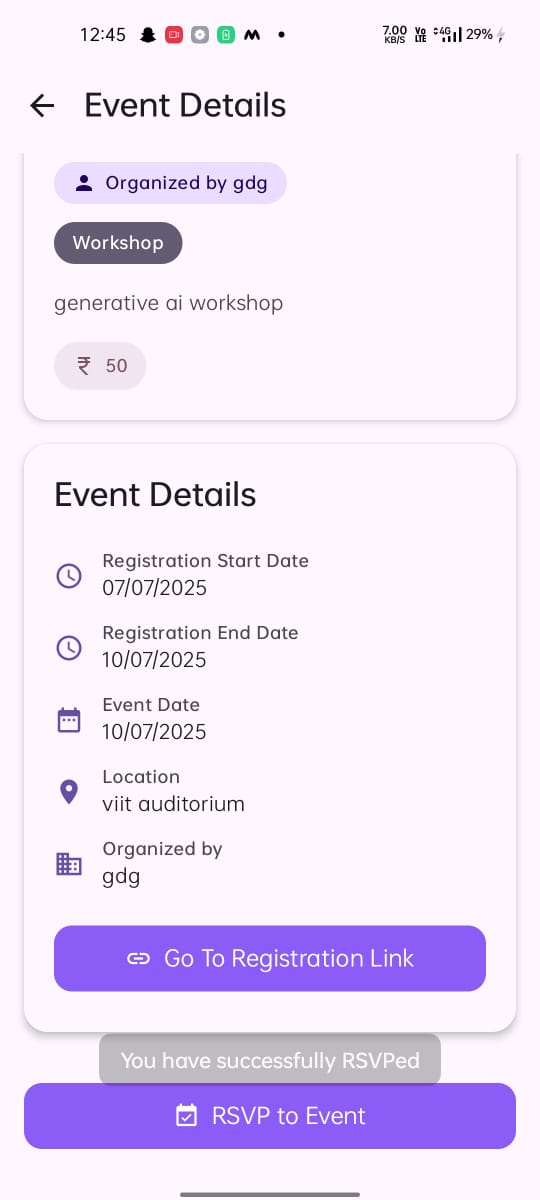 12:45
7.00
KB/S
Vo
LTE
4G
29%
Event Details
Organized by gdg
Workshop
generative ai workshop
₹ 50
Event Details
Registration Start Date
07/07/2025
Registration End Date
10/07/2025
Event Date
10/07/2025
Location
viit auditorium
Organized by
gdg
Go To Registration Link
You have successfully RSVPed
RSVP to Event